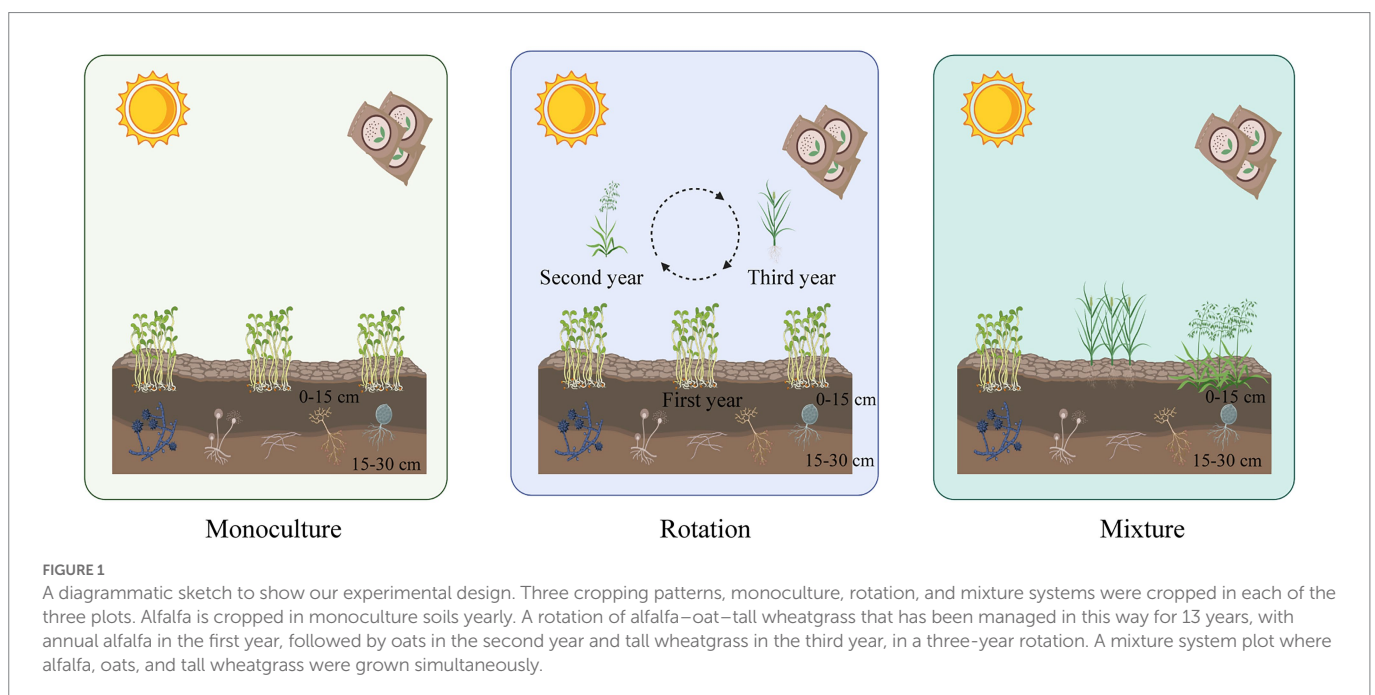 Second year
Third year
0-15 cm
First year
0-15 cm
0-15 cm
15-30 cm
15-30 cm
15-30 cm
Monoculture
Rotation
Mixture
FIGURE 1
A diagrammatic sketch to show our experimental design. Three cropping patterns, monoculture, rotation, and mixture systems were cropped in each of the
three plots. Alfalfa is cropped in monoculture soils yearly. A rotation of alfalfa–oat–tall wheatgrass that has been managed in this way for 13 years, with
annual alfalfa in the first year, followed by oats in the second year and tall wheatgrass in the third year, in a three-year rotation. A mixture system plot where
alfalfa, oats, and tall wheatgrass were grown simultaneously.